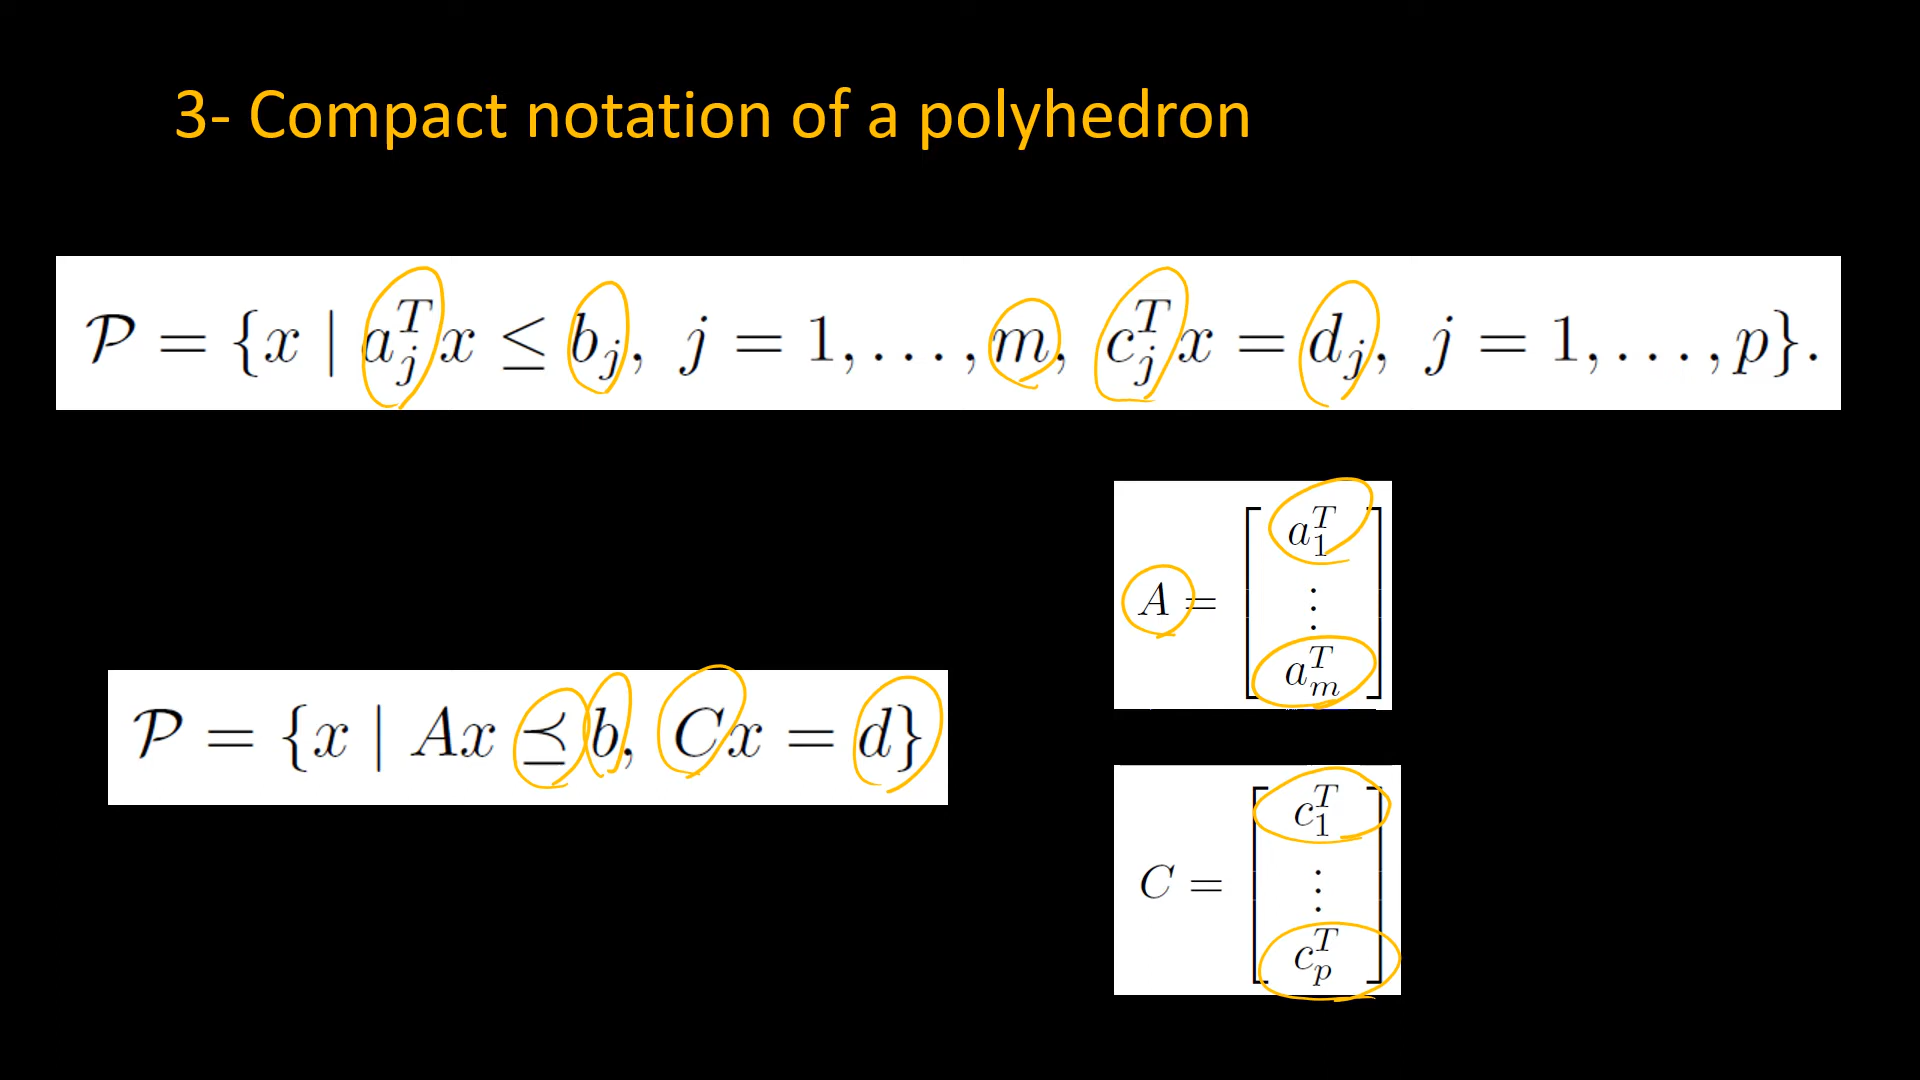 3- Compact notation of a polyhedron
𝒫 = {x | a_j^T x ≤ b_j, j = 1, . . . , m, c_j^T x = d_j, j = 1, . . . , p}.
A = [ a_1^T ⋮ a_m^T ]
𝒫 = {x | Ax ⪯ b, Cx = d}
C = [ c_1^T ⋮ c_p^T ]